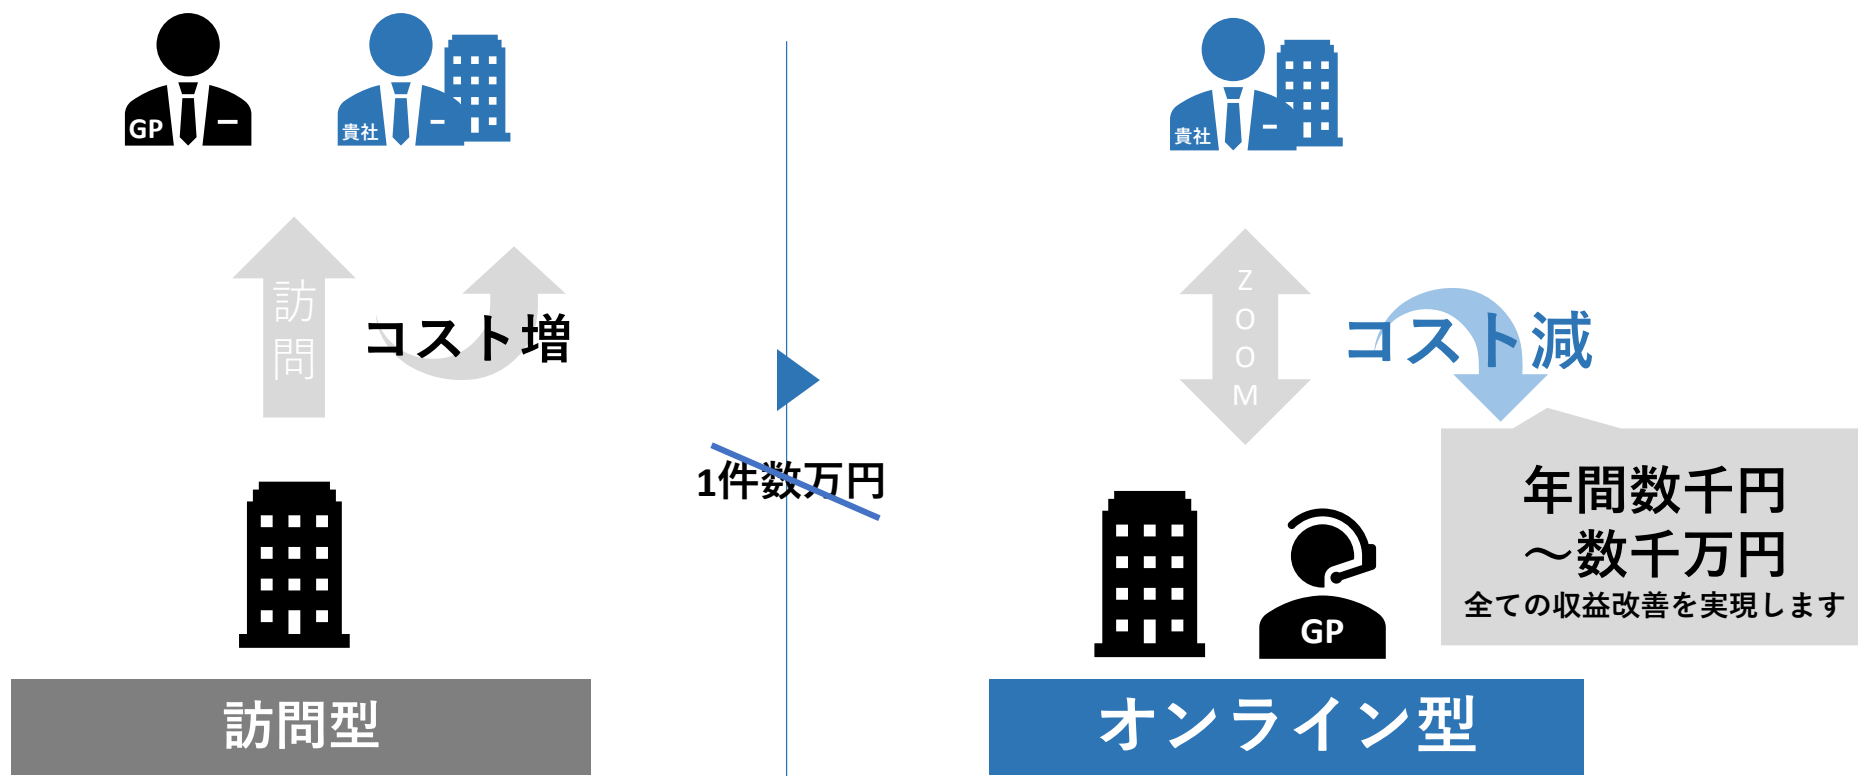 GP
貴社
訪問
コスト増
訪問型
1件数万円
貴社
ZOOM
コスト減
年間数千円
～数千万円
全ての収益改善を実現します
GP
オンライン型